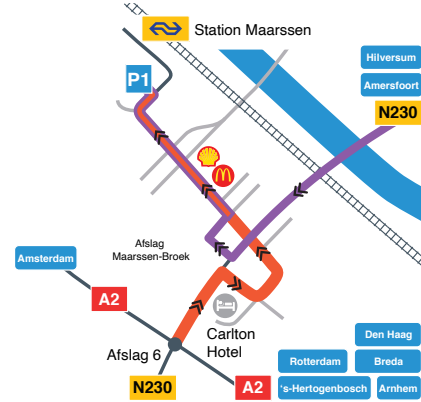 Station Maarssen
P1
Hilversum
Amersfoort
N230
Afslag
Maarssen-Broek
Amsterdam
A2
Carlton
Hotel
Afslag 6
N230
A2
Den Haag
Rotterdam
Breda
's-Hertogenbosch
Arnhem